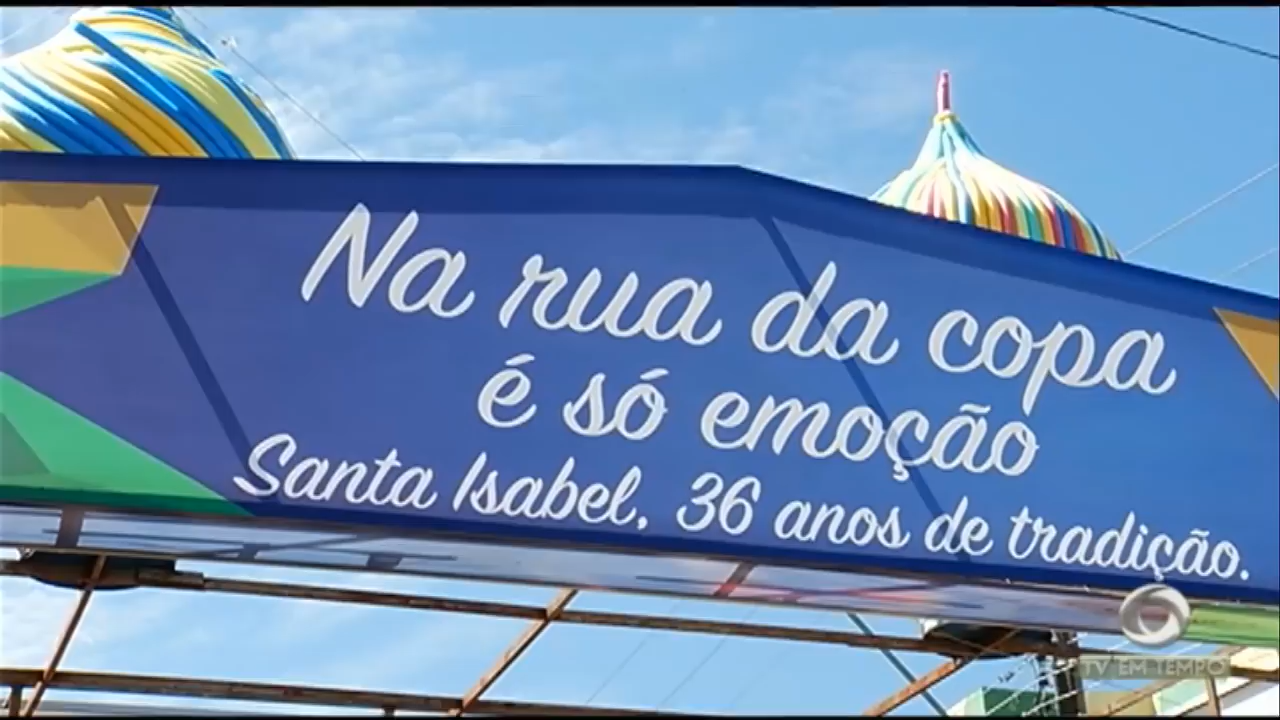 Na rua da copa
é só emoção
Santa Isabel, 36 anos de tradição.
TV EM TEMPO